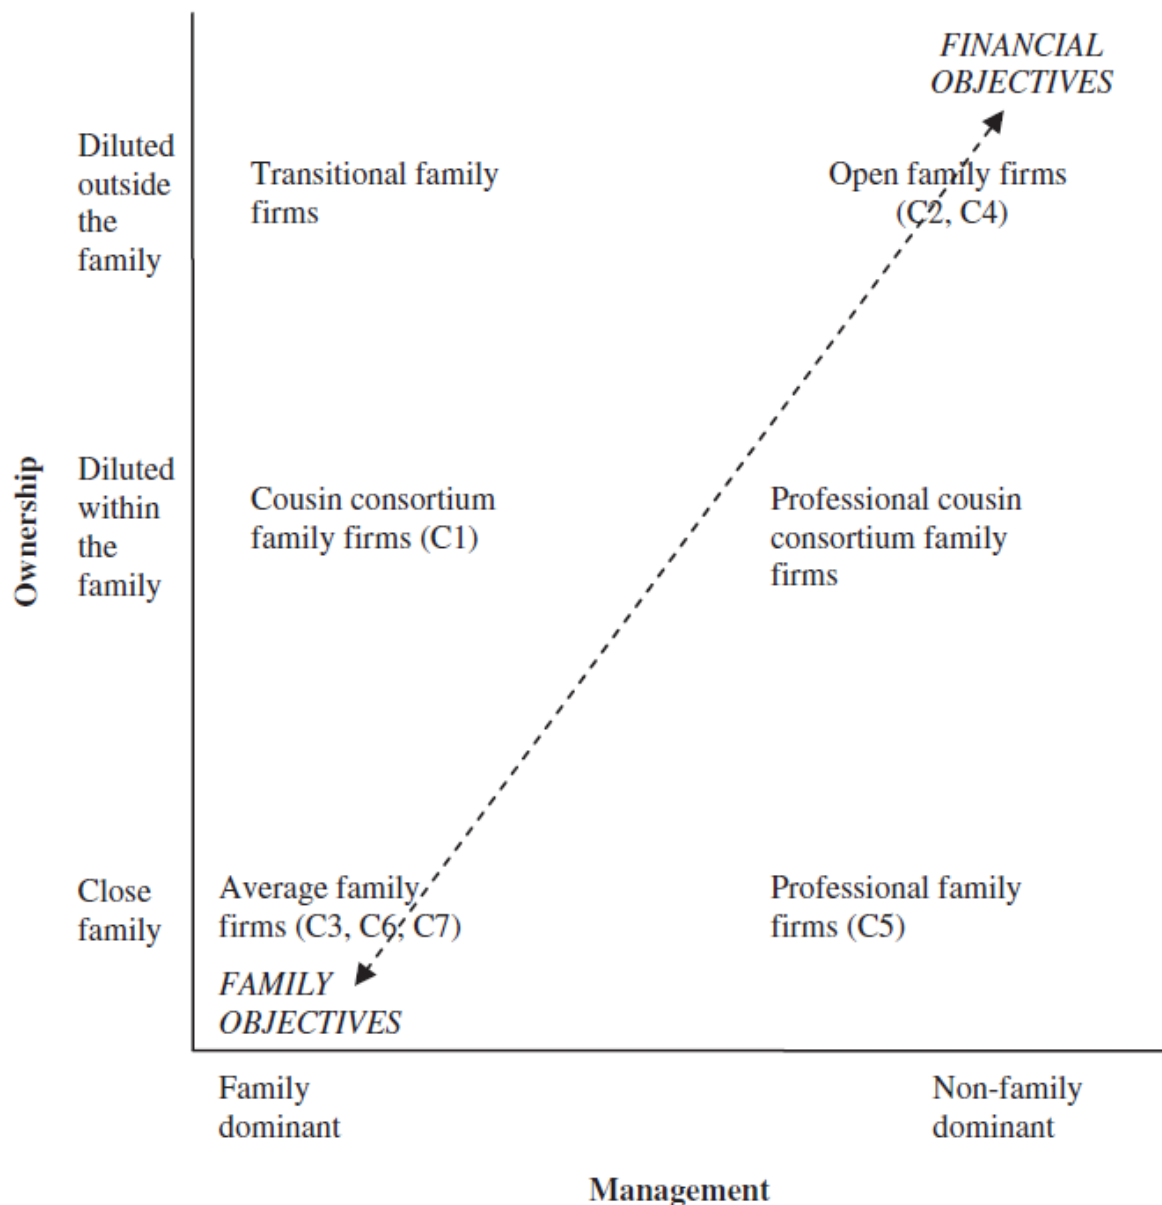 FINANCIAL
OBJECTIVES
Diluted
outside
the
family
Transitional family
firms
Open family firms
(C2, C4)
Ownership
Diluted
within
the
family
Cousin consortium
family firms (C1)
Professional cousin
consortium family
firms
Close
family
Average family
firms (C3, C6, C7)
Professional family
firms (C5)
FAMILY
OBJECTIVES
Family
dominant
Non-family
dominant
Management